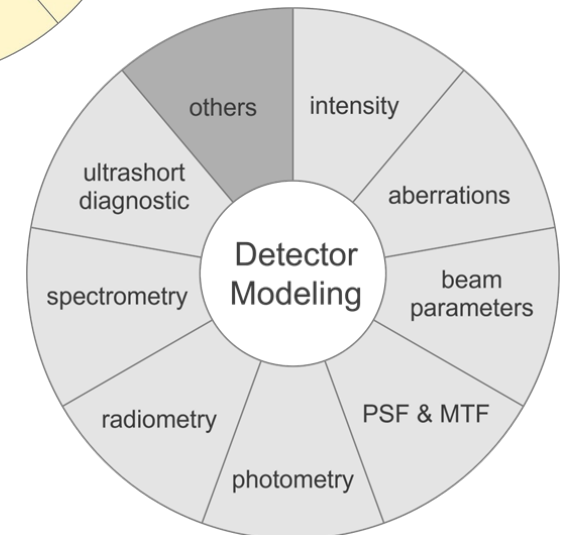 others
intensity
ultrashort
diagnostic
aberrations
Detector
Modeling
beam
parameters
spectrometry
PSF & MTF
radiometry
photometry